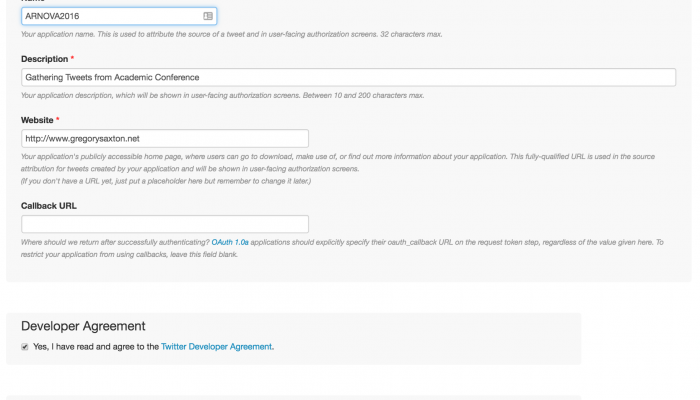 Name *
ARNOVA2016
Your application name. This is used to attribute the source of a tweet and in user-facing authorization screens. 32 characters max.
Description *
Gathering Tweets from Academic Conference
Your application description, which will be shown in user-facing authorization screens. Between 10 and 200 characters max.
Website *
http://www.gregorysaxton.net
Your application's publicly accessible home page, where users can go to download, make use of, or find out more information about your application. This fully-qualified URL is used in the source
attribution for tweets created by your application and will be shown in user-facing authorization screens.
(If you don't have a URL yet, just put a placeholder here but remember to change it later.)
Callback URL
Where should we return after successfully authenticating? OAuth 1.0a applications should explicitly specify their oauth_callback URL on the request token step, regardless of the value given here. To
restrict your application from using callbacks, leave this field blank.
Developer Agreement
Yes, I have read and agree to the Twitter Developer Agreement.